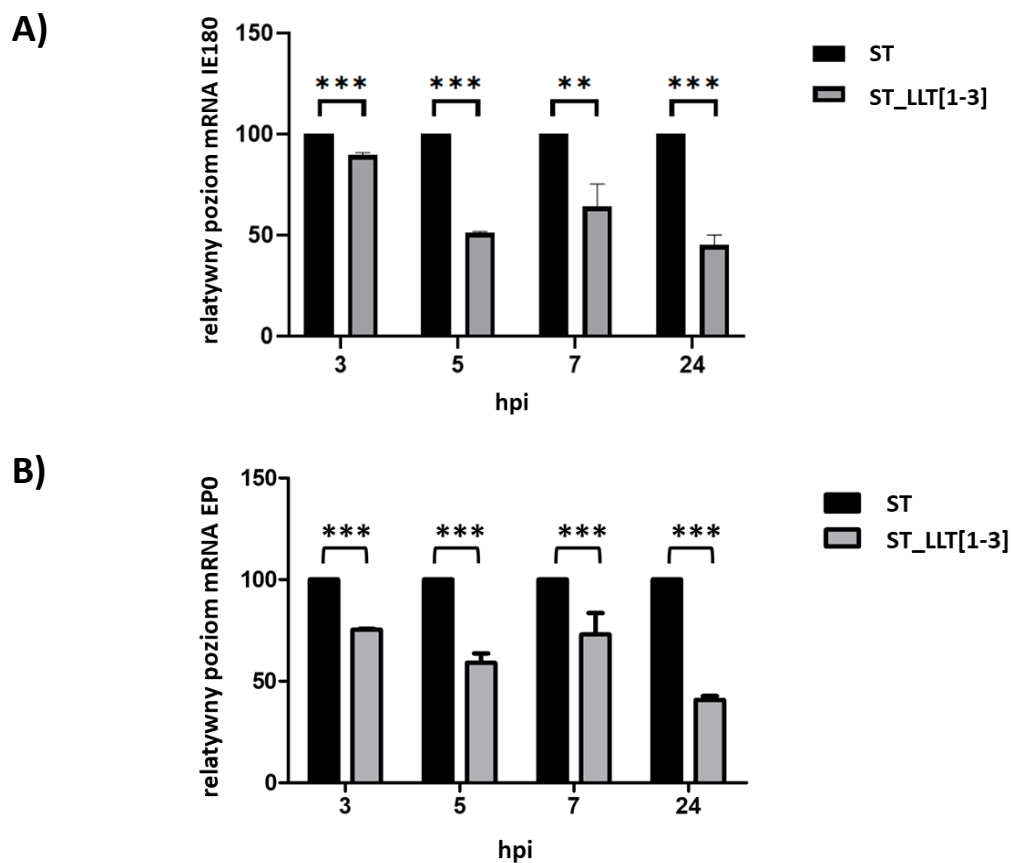 A)
relatywny poziom mRNA IE180
150
100
50
0
*** *** ** ***
3 5 7 24
hpi
ST
ST_LLT[1-3]
B)
relatywny poziom mRNA EP0
150
100
50
0
*** *** *** ***
3 5 7 24
hpi
ST
ST_LLT[1-3]